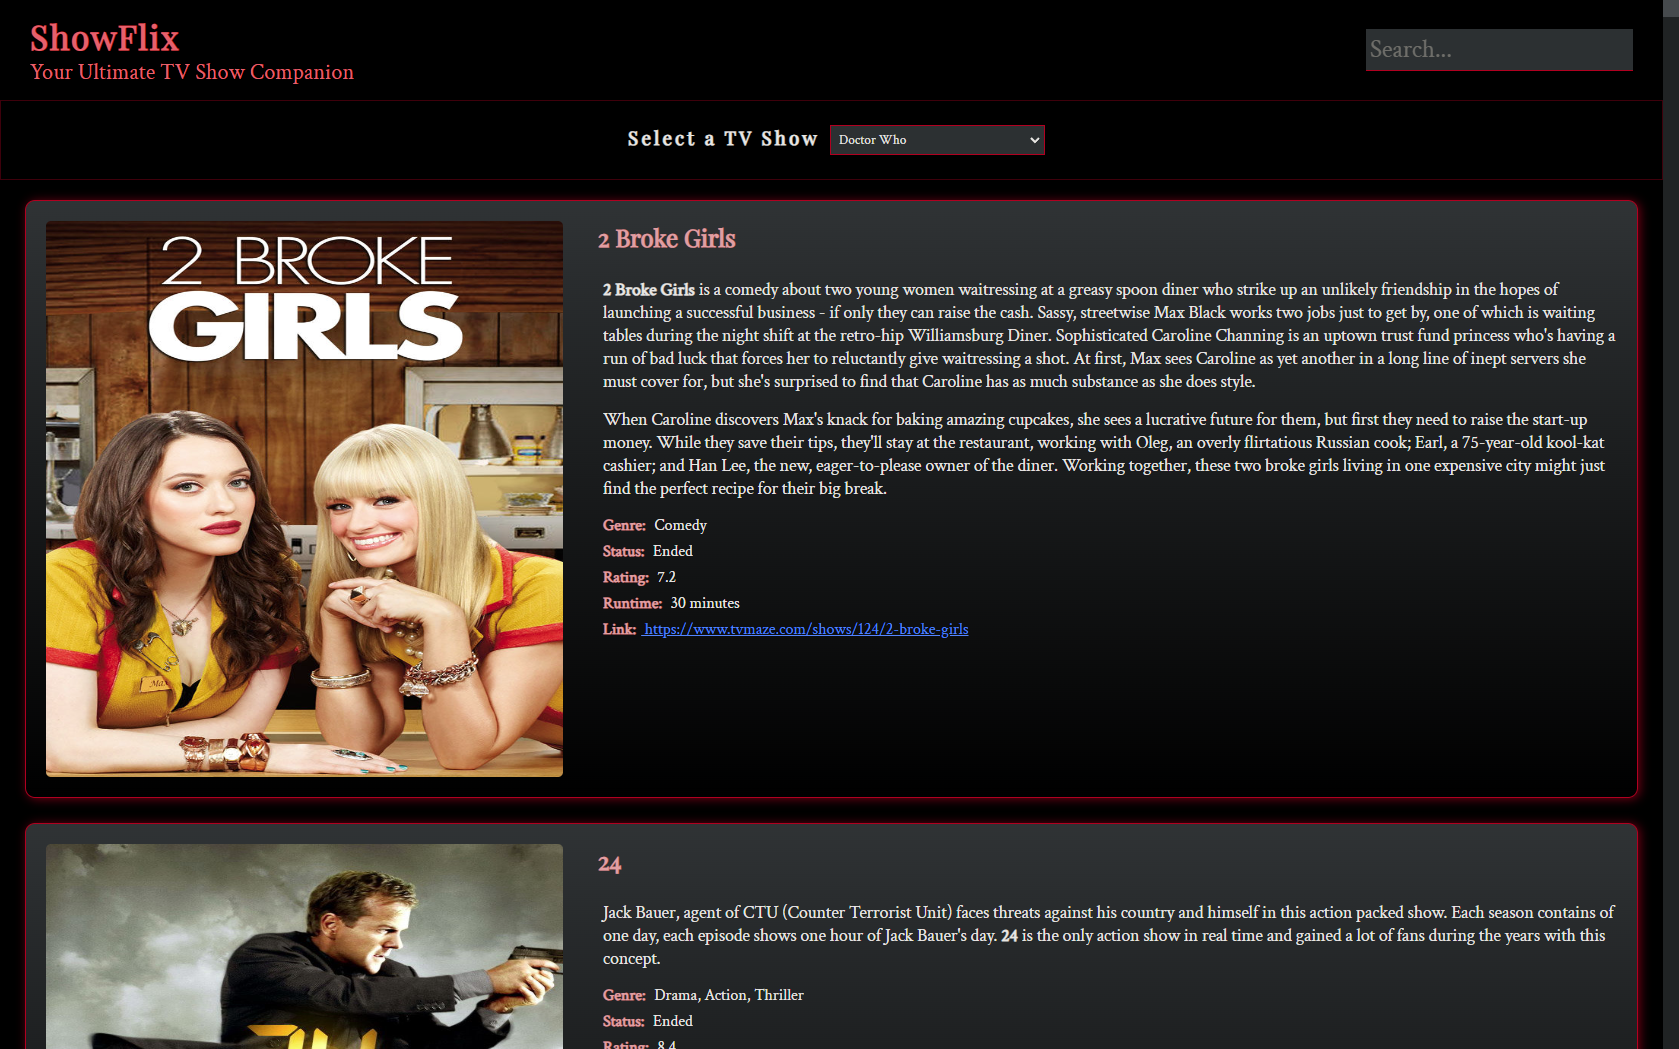 ShowFlix
Your Ultimate TV Show Companion
Search...
Select a TV Show
Doctor Who
2 BROKE
GIRLS
Max
2 Broke Girls
2 Broke Girls is a comedy about two young women waitressing at a greasy spoon diner who strike up an unlikely friendship in the hopes of
launching a successful business - if only they can raise the cash. Sassy, streetwise Max Black works two jobs just to get by, one of which is waiting
tables during the night shift at the retro-hip Williamsburg Diner. Sophisticated Caroline Channing is an uptown trust fund princess who's having a
run of bad luck that forces her to reluctantly give waitressing a shot. At first, Max sees Caroline as yet another in a long line of inept servers she
must cover for, but she's surprised to find that Caroline has as much substance as she does style.
When Caroline discovers Max's knack for baking amazing cupcakes, she sees a lucrative future for them, but first they need to raise the start-up
money. While they save their tips, they'll stay at the restaurant, working with Oleg, an overly flirtatious Russian cook; Earl, a 75-year-old kool-kat
cashier; and Han Lee, the new, eager-to-please owner of the diner. Working together, these two broke girls living in one expensive city might just
find the perfect recipe for their big break.
Genre: Comedy
Status: Ended
Rating: 7.2
Runtime: 30 minutes
Link: https://www.tvmaze.com/shows/124/2-broke-girls
24
24
Jack Bauer, agent of CTU (Counter Terrorist Unit) faces threats against his country and himself in this action packed show. Each season contains of
one day, each episode shows one hour of Jack Bauer's day. 24 is the only action show in real time and gained a lot of fans during the years with this
concept.
Genre: Drama, Action, Thriller
Status: Ended
Rating: 8.4